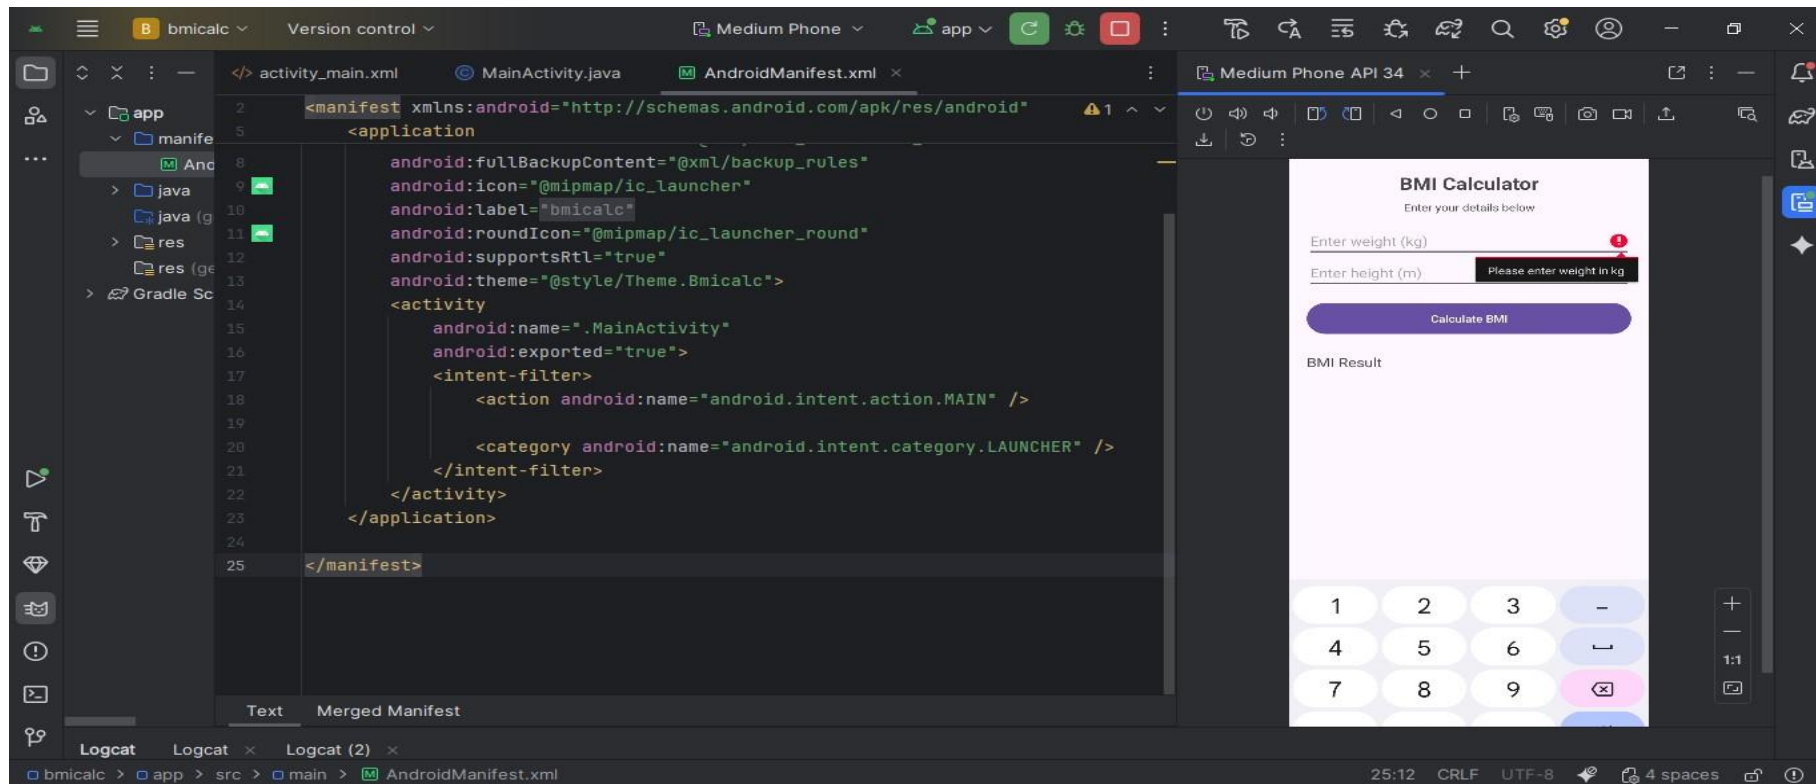 B bmicalc Version control Medium Phone app
activity_main.xml MainActivity.java AndroidManifest.xml
app
manife
And
java
java (g
res
res (ge
Gradle Sc
2 <manifest xmlns:android="http://schemas.android.com/apk/res/android" 1
5 <application
8 android:fullBackupContent="@xml/backup_rules"
9 android:icon="@mipmap/ic_launcher"
10 android:label="bmicalc"
11 android:roundIcon="@mipmap/ic_launcher_round"
12 android:supportsRtl="true"
13 android:theme="@style/Theme.Bmicalc">
14 <activity
15 android:name=".MainActivity"
16 android:exported="true">
17 <intent-filter>
18 <action android:name="android.intent.action.MAIN" />
19
20 <category android:name="android.intent.category.LAUNCHER" />
21 </intent-filter>
22 </activity>
23 </application>
24
25 </manifest>
Text Merged Manifest
Medium Phone API 34
BMI Calculator
Enter your details below
Enter weight (kg)
Enter height (m) Please enter weight in kg
Calculate BMI
BMI Result
1 2 3 -
4 5 6
7 8 9
1:1
Logcat Logcat Logcat (2)
bmicalc > app > src > main > AndroidManifest.xml 25:12 CRLF UTF-8 4 spaces